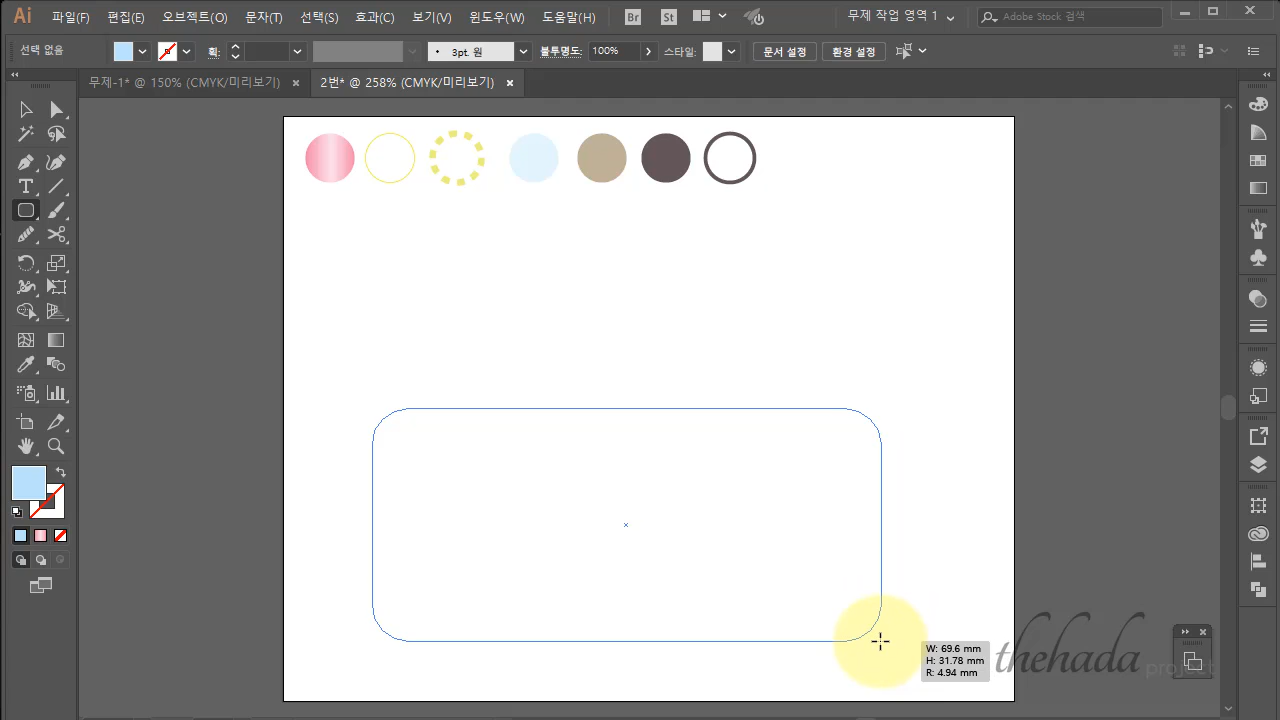 Ai 파일(F) 편집(E) 오브젝트(O) 문자(T) 선택(S) 효과(C) 보기(V) 윈도우(W) 도움말(H) Br St 무제 작업 영역 1 Adobe Stock 검색
선택 없음 획: 3pt. 원 불투명도: 100% 스타일: 문서 설정 환경 설정
무제-1* @ 150% (CMYK/미리보기) × 2번* @ 258% (CMYK/미리보기) ×
W: 69.6 mm
H: 31.78 mm
R: 4.94 mm
thehada project